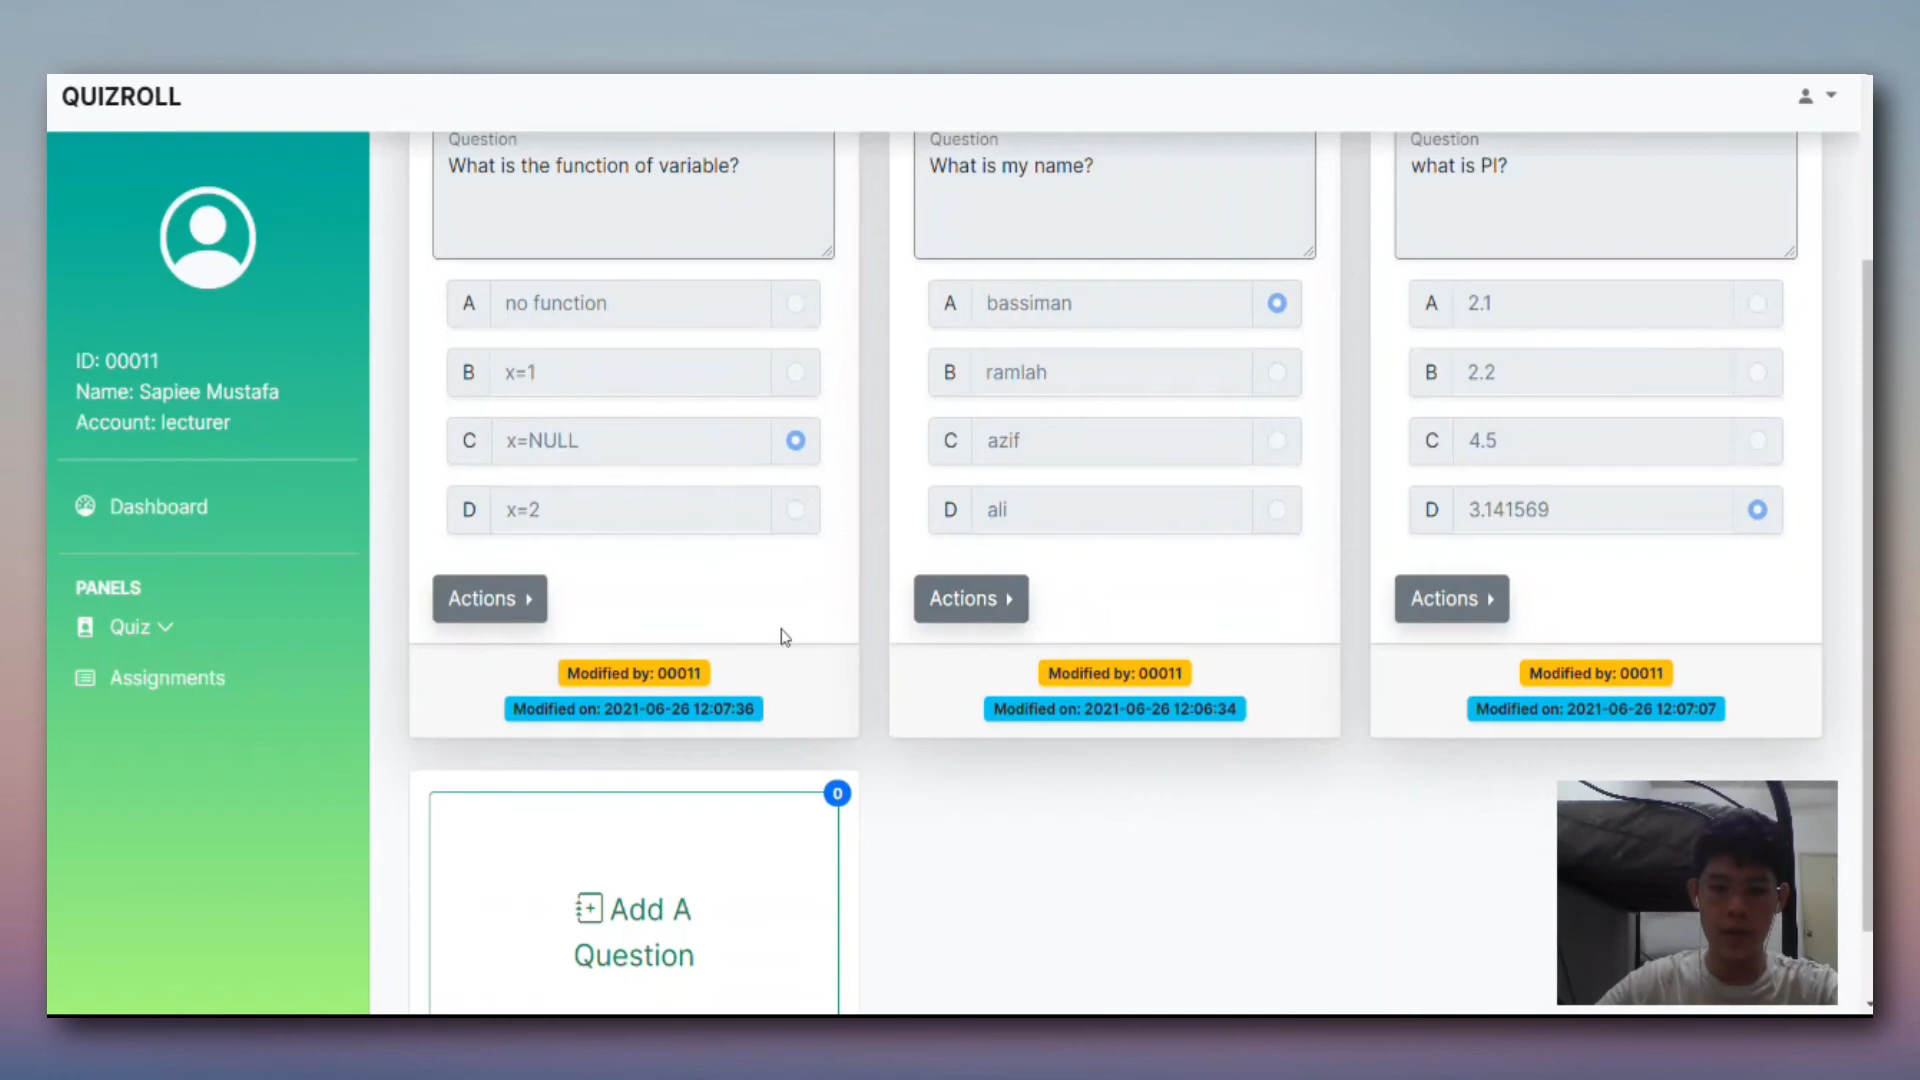 QUIZROLL
ID: 00011
Name: Sapiee Mustafa
Account: lecturer
Dashboard
PANELS
Quiz
Assignments
Question
What is the function of variable?
A no function
B x=1
C x=NULL
D x=2
Actions
Modified by: 00011
Modified on: 2021-06-26 12:07:36
Question
What is my name?
A bassiman
B ramlah
C azif
D ali
Actions
Modified by: 00011
Modified on: 2021-06-26 12:06:34
Question
what is PI?
A 2.1
B 2.2
C 4.5
D 3.141569
Actions
Modified by: 00011
Modified on: 2021-06-26 12:07:07
0
Add A
Question